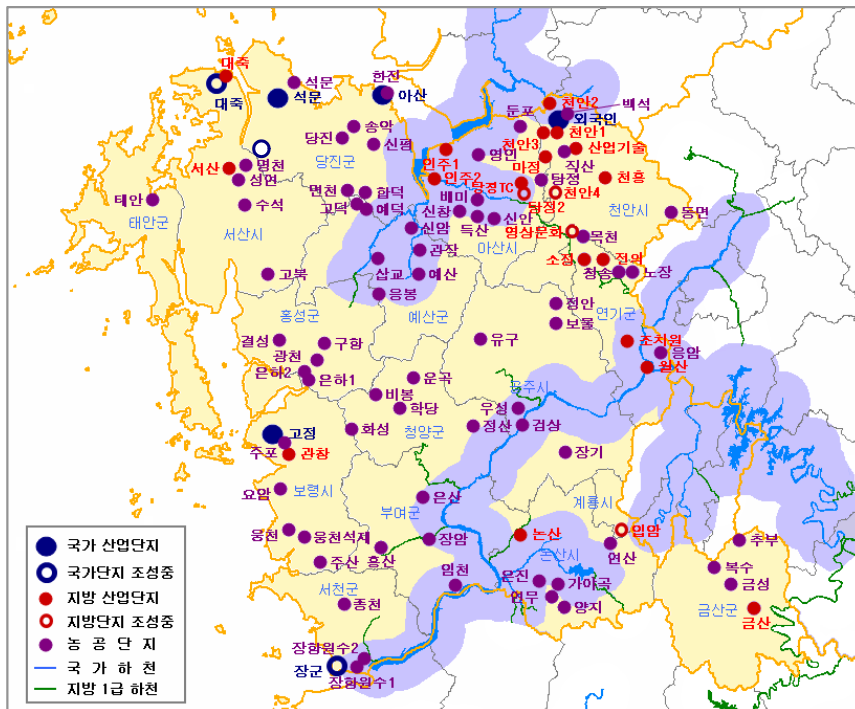 대죽
대죽
석문
석문
한진
아산
천안2
백석
둔포
외국인
천안3
천안1
송악
당진
신평
당진군
인주1
영인
마정
산업기술
직산
서산
명천
성연
인주2
탕정TC
탕정
천안4
천흥
탕정2
태안
태안군
수석
서산시
면천
합덕
고덕
예덕
배미
신창
득산
신안
아산시
천안시
동면
신암
영상문화
목천
관작
소정
전의
청송
노장
고북
삽교
예산
응봉
예산군
홍성군
정안
보물
연기군
결성
구항
광천
은하2
은하1
유구
조치원
응암
월산
운곡
비봉
학당
공주시
우성
정산
검상
청양군
화성
고정
주포
관창
장기
요암
보령시
은산
부여군
계룡시
웅천
웅천석재
주산
홍산
장암
논산
논산시
입암
연산
추부
복수
금성
금산군
금산
서천군
종천
임천
은진
가야곡
연무
양지
장항원수2
장군
장항원수1
국가 산업단지
국가단지 조성중
지방 산업단지
지방단지 조성중
농 공 단 지
국 가 하 천
지방 1급 하천